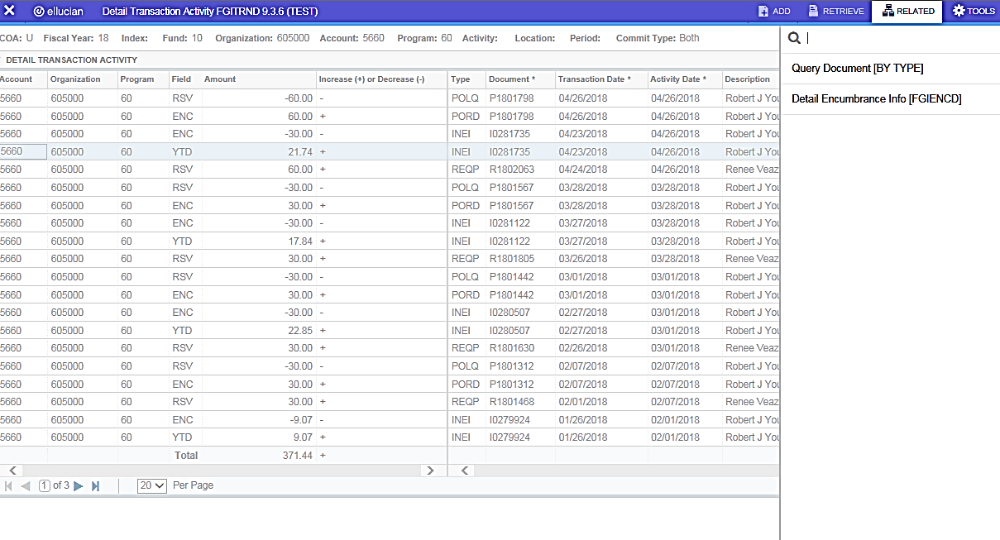 ✕ ellucian Detail Transaction Activity FGITRND 9.3.6 (TEST) ADD RETRIEVE RELATED TOOLS
COA: U Fiscal Year: 18 Index: Fund: 10 Organization: 605000 Account: 5660 Program: 60 Activity: Location: Period: Commit Type: Both
DETAIL TRANSACTION ACTIVITY
Query Document [BY TYPE]
Detail Encumbrance Info [FGIENCD]
Account Organization Program Field Amount Increase (+) or Decrease (-) Type Document * Transaction Date * Activity Date * Description
5660 605000 60 RSV -60.00 - POLQ P1801798 04/26/2018 04/26/2018 Robert J You
5660 605000 60 ENC 60.00 + PORD P1801798 04/26/2018 04/26/2018 Robert J You
5660 605000 60 ENC -30.00 - INEI I0281735 04/23/2018 04/26/2018 Robert J You
5660 605000 60 YTD 21.74 + INEI I0281735 04/23/2018 04/26/2018 Robert J You
5660 605000 60 RSV 60.00 + REQP R1802063 04/24/2018 04/26/2018 Renee Veaz
5660 605000 60 RSV -30.00 - POLQ P1801567 03/28/2018 03/28/2018 Robert J You
5660 605000 60 ENC 30.00 + PORD P1801567 03/28/2018 03/28/2018 Robert J You
5660 605000 60 ENC -30.00 - INEI I0281122 03/27/2018 03/28/2018 Robert J You
5660 605000 60 YTD 17.84 + INEI I0281122 03/27/2018 03/28/2018 Robert J You
5660 605000 60 RSV 30.00 + REQP R1801805 03/26/2018 03/28/2018 Renee Veaz
5660 605000 60 RSV -30.00 - POLQ P1801442 03/01/2018 03/01/2018 Robert J You
5660 605000 60 ENC 30.00 + PORD P1801442 03/01/2018 03/01/2018 Robert J You
5660 605000 60 ENC -30.00 - INEI I0280507 02/27/2018 03/01/2018 Robert J You
5660 605000 60 YTD 22.85 + INEI I0280507 02/27/2018 03/01/2018 Robert J You
5660 605000 60 RSV 30.00 + REQP R1801630 02/26/2018 03/01/2018 Renee Veaz
5660 605000 60 RSV -30.00 - POLQ P1801312 02/07/2018 02/07/2018 Robert J You
5660 605000 60 ENC 30.00 + PORD P1801312 02/07/2018 02/07/2018 Robert J You
5660 605000 60 RSV 30.00 + REQP R1801468 02/01/2018 02/07/2018 Renee Veaz
5660 605000 60 ENC -9.07 - INEI I0279924 01/26/2018 02/01/2018 Robert J You
5660 605000 60 YTD 9.07 + INEI I0279924 01/26/2018 02/01/2018 Robert J You
Total 371.44 +
1 of 3 20 Per Page